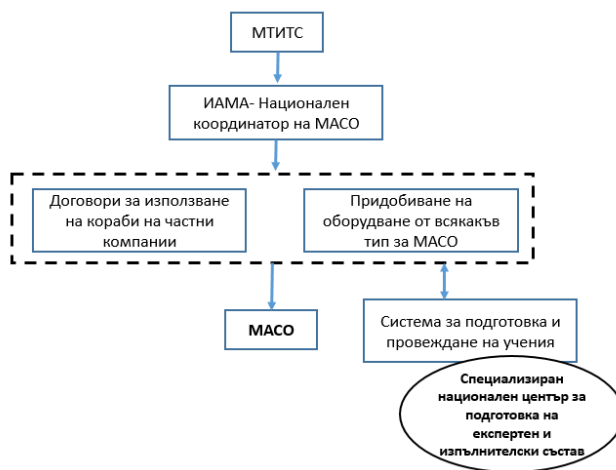 МТИТС
ИАМА- Национален
координатор на МАСО
Договори за използване
на кораби на частни
компании
Придобиване на
оборудване от всякакъв
тип за МАСО
МАСО
Система за подготовка и
провеждане на учения
Специализиран
национален център за
подготовка на
експертен и
изпълнителски състав